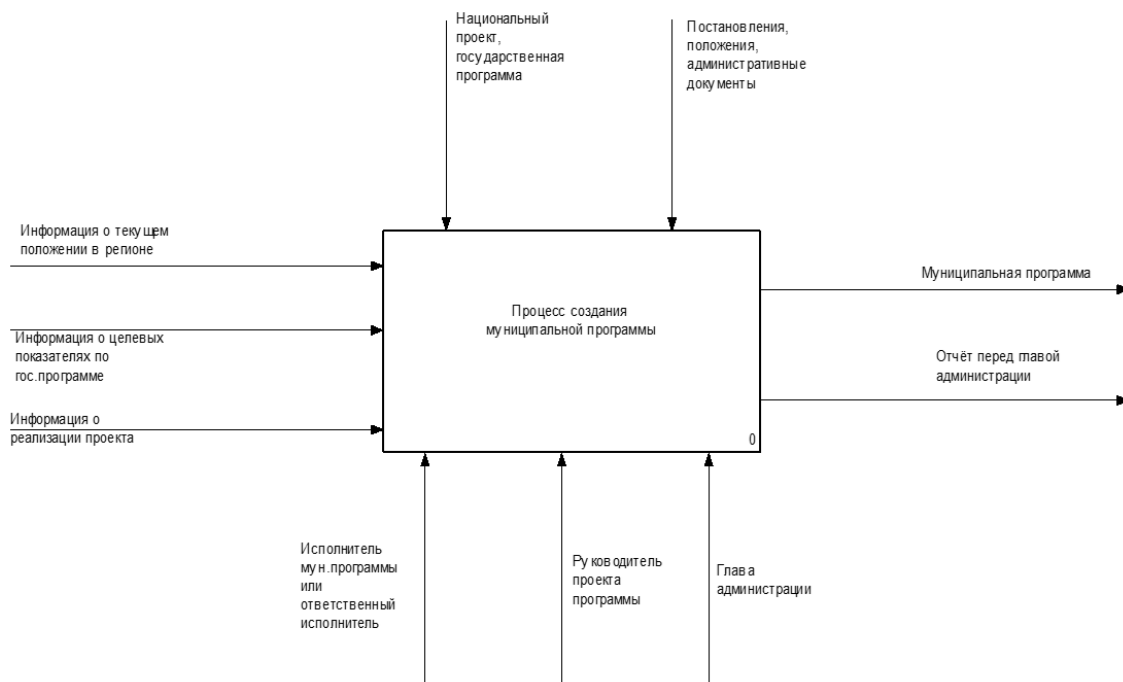 Национальный
проект,
государственная
программа
Постановления,
положения,
административные
документы
Информация о текущем
положении в регионе
Информация о целевых
показателях по
гос.программе
Информация о
реализации проекта
Процесс создания
муниципальной программы
0
Муниципальная программа
Отчёт перед главой
администрации
Исполнитель
мун.программы
или
ответственный
исполнитель
Руководитель
проекта
программы
Глава
администрации